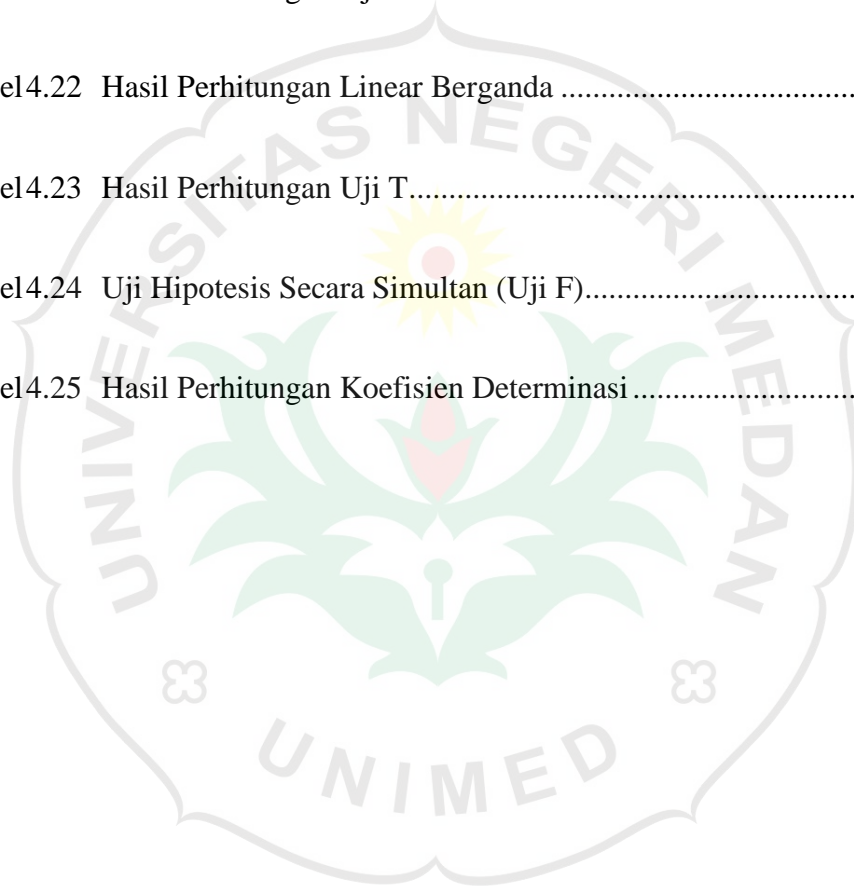 el4.22 Hasil Perhitungan Linear Berganda ....................................
el4.23 Hasil Perhitungan Uji T.......................................................
el4.24 Uji Hipotesis Secara Simultan (Uji F)..................................
el4.25 Hasil Perhitungan Koefisien Determinasi ............................
UNIVERSITAS NEGERI MEDAN
UNIMED